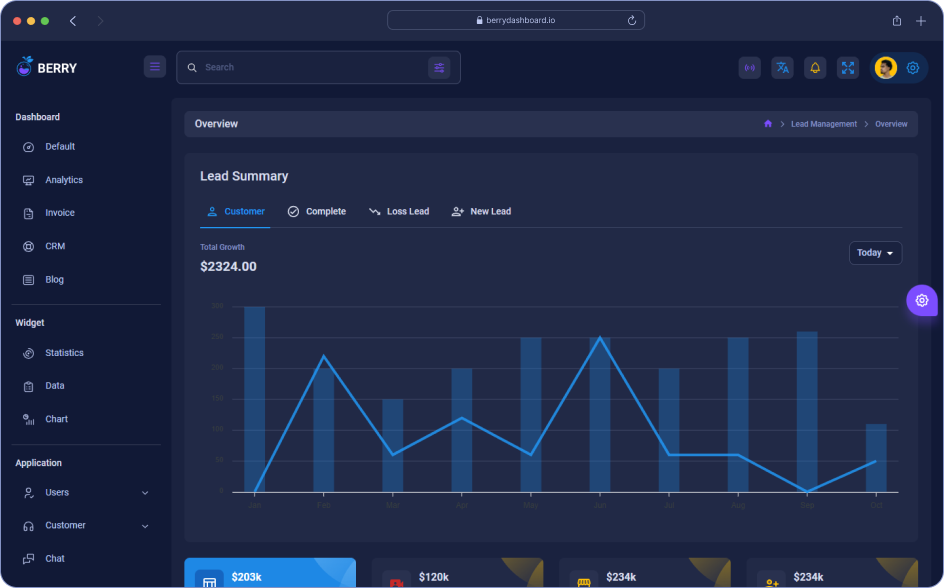 berrydashboard.io
BERRY
Search
Dashboard
Default
Analytics
Invoice
CRM
Blog
Widget
Statistics
Data
Chart
Application
Users
Customer
Chat
Overview
Lead Management
Overview
Lead Summary
Customer
Complete
Loss Lead
New Lead
Total Growth
$2324.00
Today
300
250
200
150
100
50
0
Jan
Feb
Mar
Apr
May
Jun
Jul
Aug
Sep
Oct
$203k
$120k
$234k
$234k